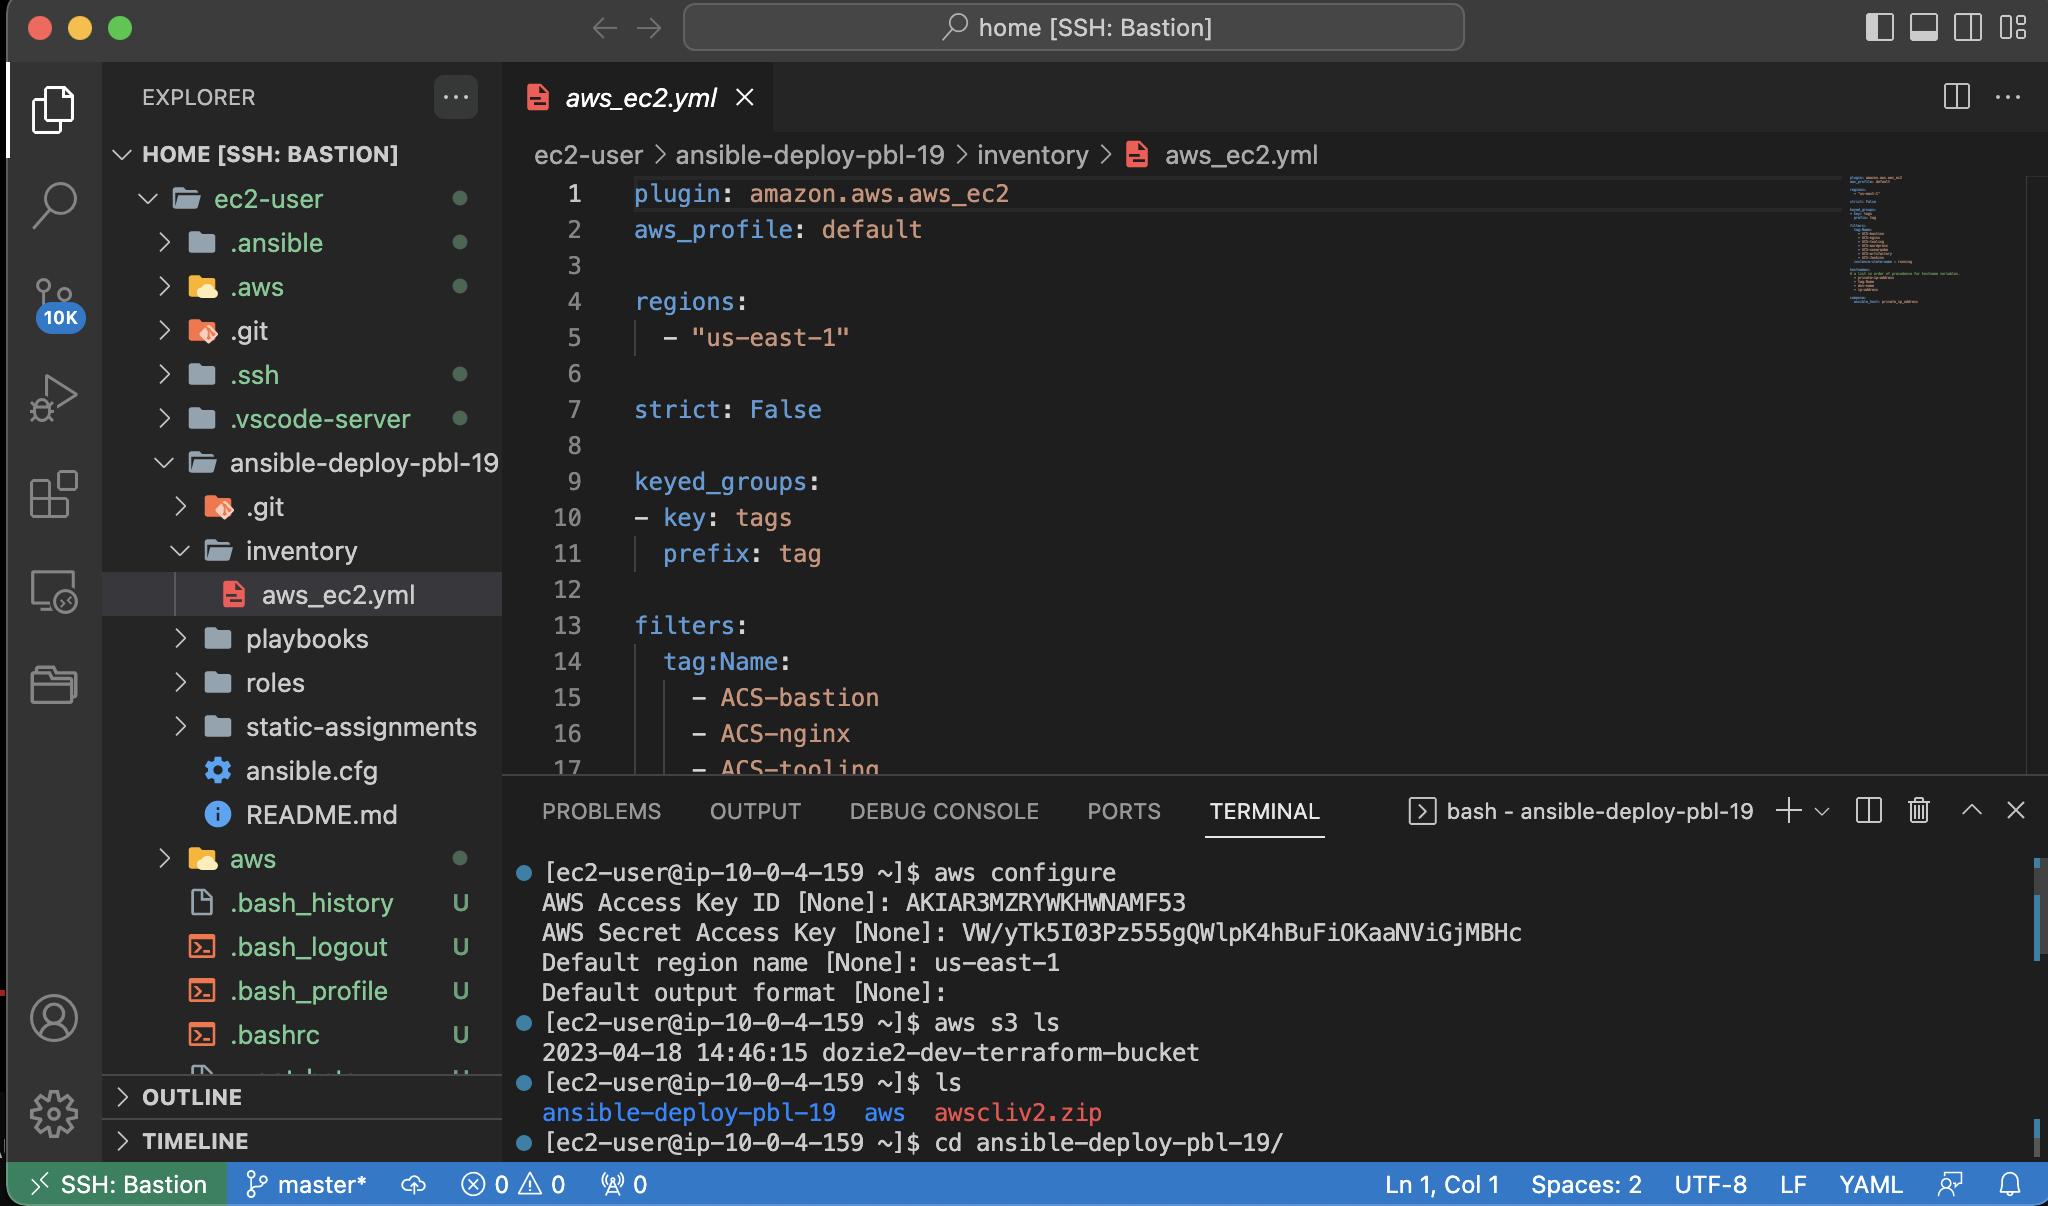 home [SSH: Bastion]
EXPLORER
HOME [SSH: BASTION]
ec2-user
.ansible
.aws
.git
10K
.ssh
.vscode-server
ansible-deploy-pbl-19
.git
inventory
aws_ec2.yml
playbooks
roles
static-assignments
ansible.cfg
README.md
aws
.bash_history U
.bash_logout U
.bash_profile U
.bashrc U
OUTLINE
TIMELINE
aws_ec2.yml
ec2-user > ansible-deploy-pbl-19 > inventory > aws_ec2.yml
1 plugin: amazon.aws.aws_ec2
2 aws_profile: default
3
4 regions:
5 - "us-east-1"
6
7 strict: False
8
9 keyed_groups:
10 - key: tags
11 prefix: tag
12
13 filters:
14 tag:Name:
15 - ACS-bastion
16 - ACS-nginx
17 - ACS-tooling
PROBLEMS OUTPUT DEBUG CONSOLE PORTS TERMINAL bash - ansible-deploy-pbl-19
[ec2-user@ip-10-0-4-159 ~]$ aws configure
AWS Access Key ID [None]: AKIAR3MZRYWKHWNAMF53
AWS Secret Access Key [None]: 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
Default region name [None]: us-east-1
Default output format [None]:
[ec2-user@ip-10-0-4-159 ~]$ aws s3 ls
2023-04-18 14:46:15 dozie2-dev-terraform-bucket
[ec2-user@ip-10-0-4-159 ~]$ ls
ansible-deploy-pbl-19 aws awscliv2.zip
[ec2-user@ip-10-0-4-159 ~]$ cd ansible-deploy-pbl-19/
SSH: Bastion master* 0 0 0 Ln 1, Col 1 Spaces: 2 UTF-8 LF YAML